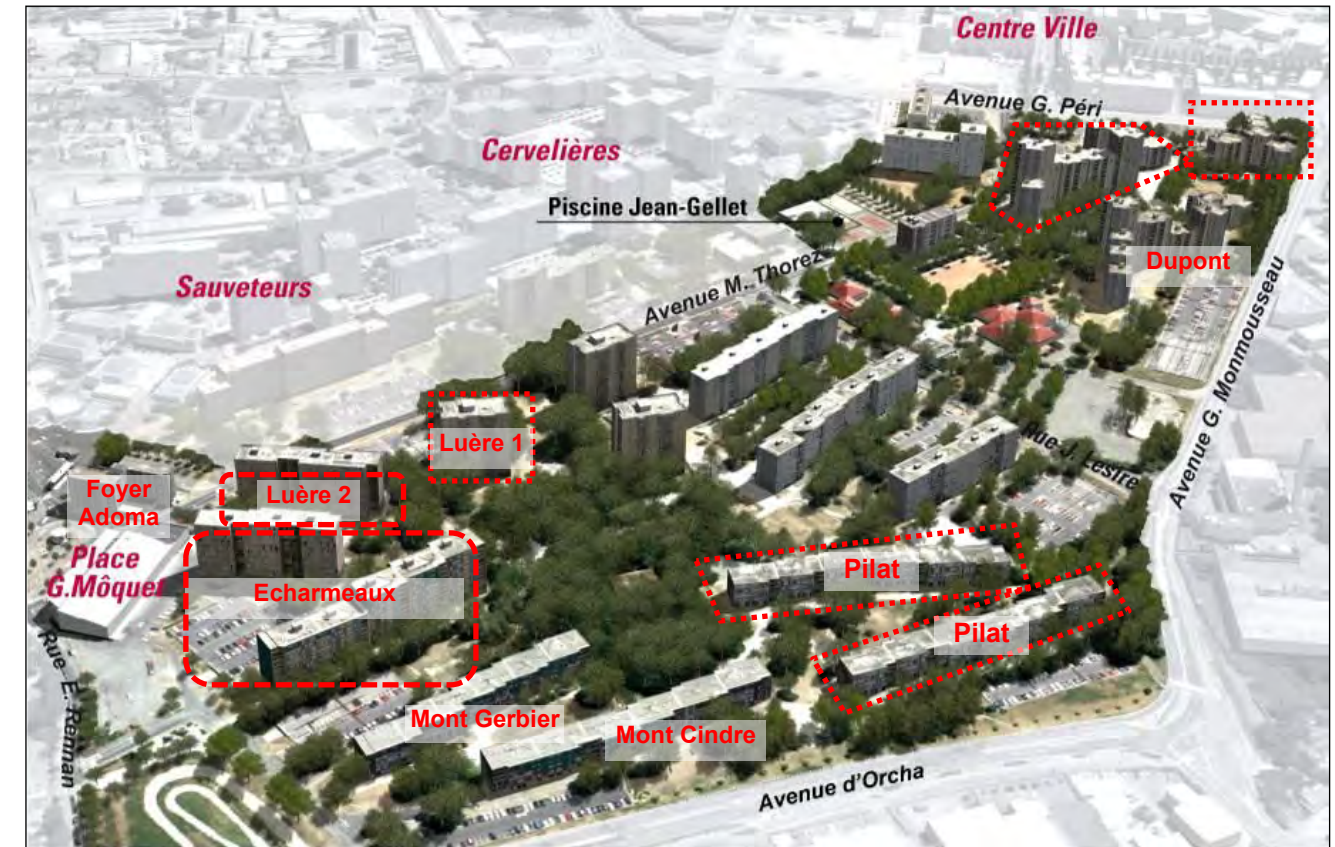 Centre Ville
Avenue G. Péri
Cervelières
Piscine Jean-Gellet
Dupont
Sauveteurs
Avenue M. Thorez
Avenue G. Monmousseau
Luère 1
Rue J. Lesire
Foyer
Adoma
Luère 2
Place
G.Môquet
Echarmeaux
Pilat
Pilat
Rue E. Rennan
Mont Gerbier
Mont Cindre
Avenue d'Orcha